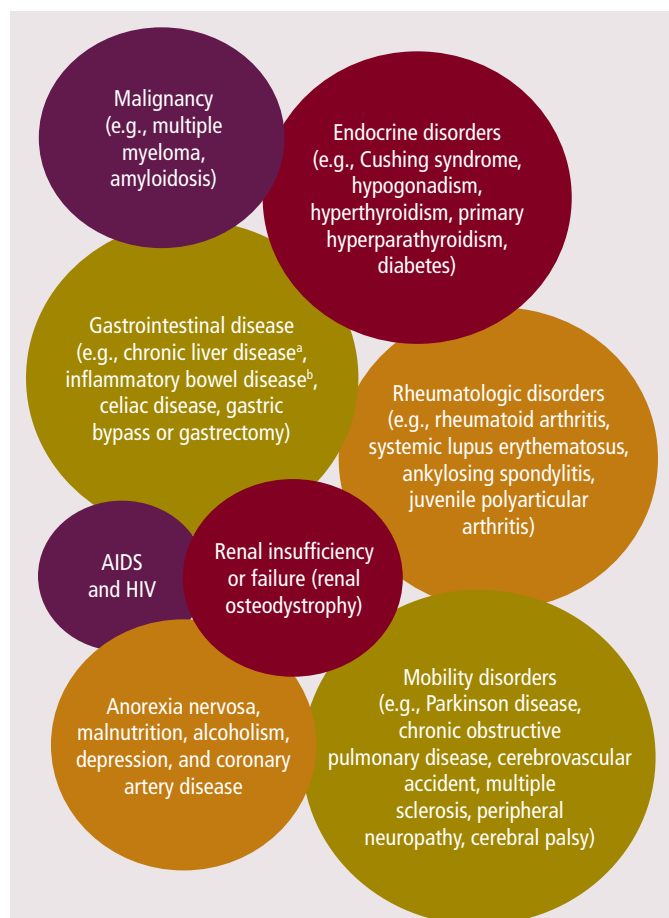 Malignancy
(e.g., multiple
myeloma,
amyloidosis)
Endocrine disorders
(e.g., Cushing syndrome,
hypogonadism,
hyperthyroidism, primary
hyperparathyroidism,
diabetes)
Gastrointestinal disease
(e.g., chronic liver diseaseᵃ,
inflammatory bowel diseaseᵇ,
celiac disease, gastric
bypass or gastrectomy)
Rheumatologic disorders
(e.g., rheumatoid arthritis,
systemic lupus erythematosus,
ankylosing spondylitis,
juvenile polyarticular
arthritis)
AIDS
and HIV
Renal insufficiency
or failure (renal
osteodystrophy)
Anorexia nervosa,
malnutrition, alcoholism,
depression, and coronary
artery disease
Mobility disorders
(e.g., Parkinson disease,
chronic obstructive
pulmonary disease, cerebrovascular
accident, multiple
sclerosis, peripheral
neuropathy, cerebral palsy)